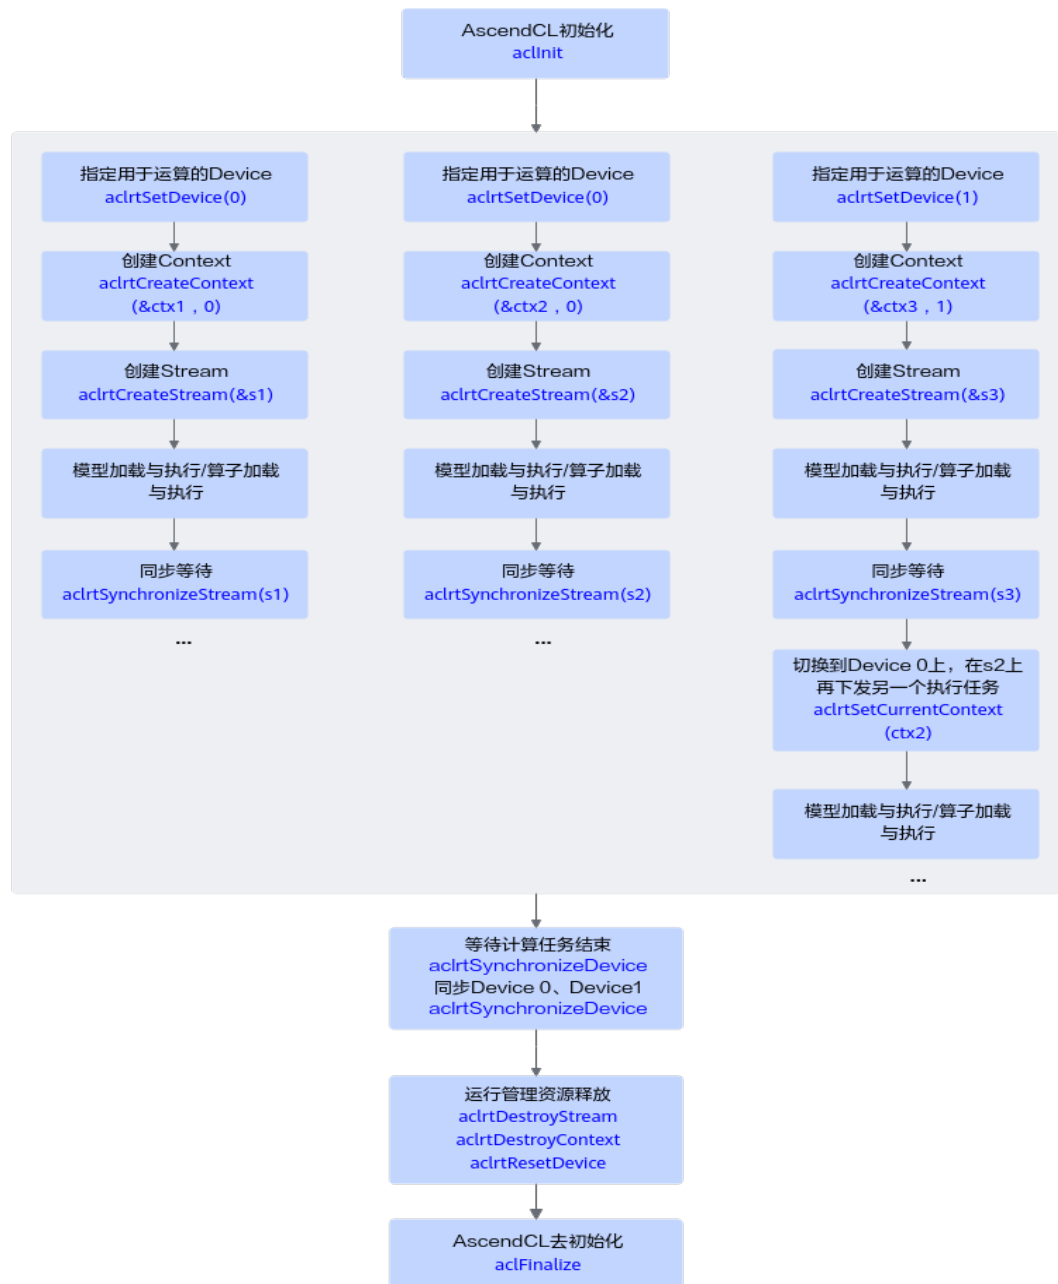 AscendCL初始化
aclInit
指定用于运算的Device
aclrtSetDevice(0)
创建Context
aclrtCreateContext
(&ctx1，0)
创建Stream
aclrtCreateStream(&s1)
模型加载与执行/算子加载
与执行
同步等待
aclrtSynchronizeStream(s1)
...
指定用于运算的Device
aclrtSetDevice(0)
创建Context
aclrtCreateContext
(&ctx2，0)
创建Stream
aclrtCreateStream(&s2)
模型加载与执行/算子加载
与执行
同步等待
aclrtSynchronizeStream(s2)
...
指定用于运算的Device
aclrtSetDevice(1)
创建Context
aclrtCreateContext
(&ctx3，1)
创建Stream
aclrtCreateStream(&s3)
模型加载与执行/算子加载
与执行
同步等待
aclrtSynchronizeStream(s3)
切换到Device 0上，在s2上
再下发另一个执行任务
aclrtSetCurrentContext
(ctx2)
模型加载与执行/算子加载
与执行
...
等待计算任务结束
aclrtSynchronizeDevice
同步Device 0、Device1
aclrtSynchronizeDevice
运行管理资源释放
aclrtDestroyStream
aclrtDestroyContext
aclrtResetDevice
AscendCL去初始化
aclFinalize